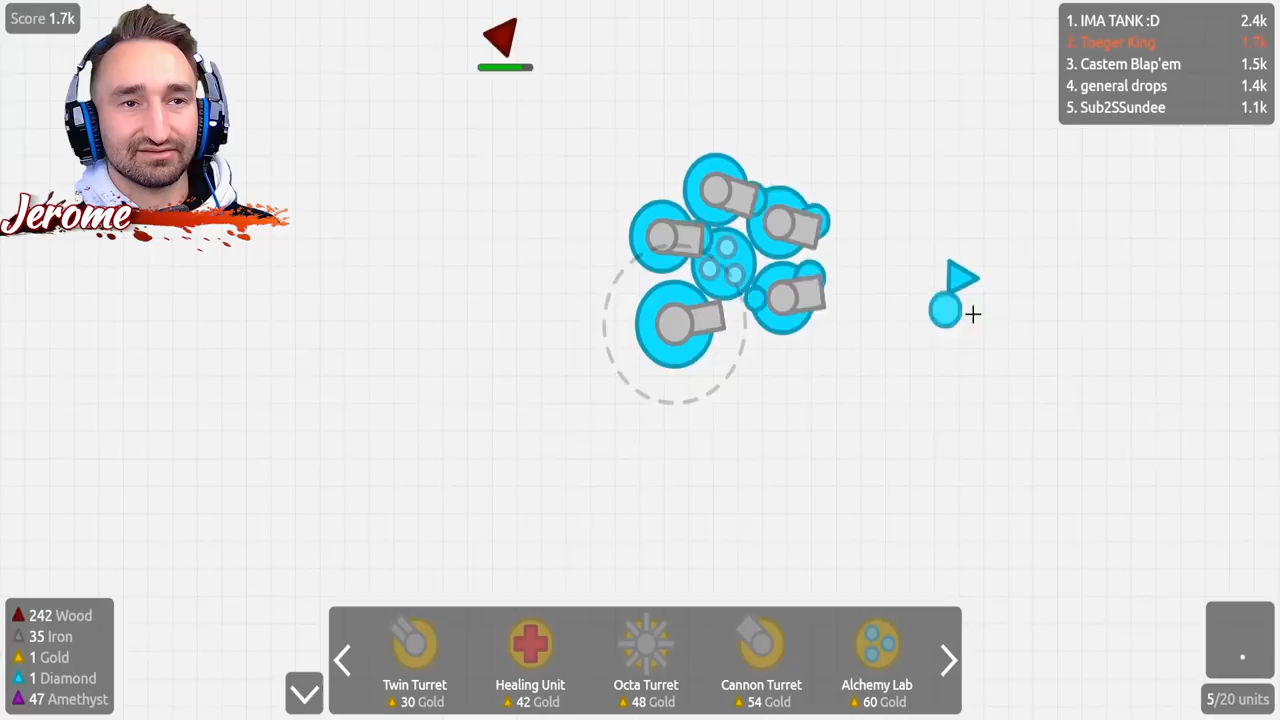 Score 1.7k
Jerome
1. IMA TANK :D 2.4k
2. Toeger King 1.7k
3. Castem Blap'em 1.5k
4. general drops 1.4k
5. Sub2SSundee 1.1k
242 Wood
35 Iron
1 Gold
1 Diamond
47 Amethyst
Twin Turret
30 Gold
Healing Unit
42 Gold
Octa Turret
48 Gold
Cannon Turret
54 Gold
Alchemy Lab
60 Gold
5/20 units